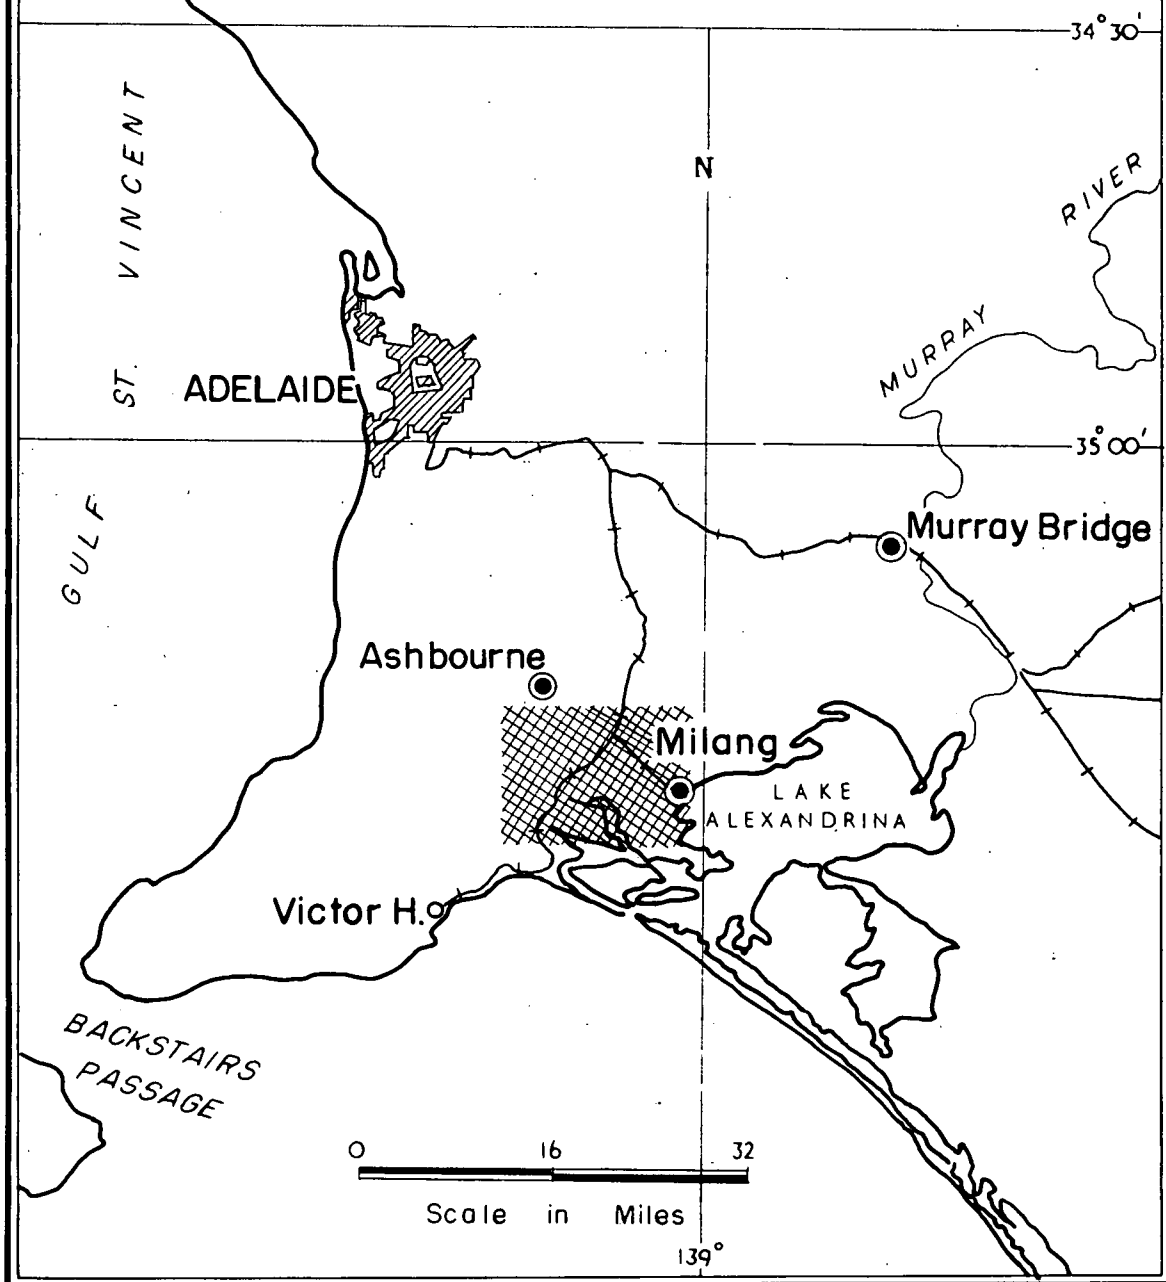 34° 30'
N
ST. VINCENT
RIVER
MURRAY
ADELAIDE
35° 00'
GULF
Murray Bridge
Ashbourne
Milang
LAKE
ALEXANDRINA
Victor H.
BACKSTAIRS
PASSAGE
0 16 32
Scale in Miles
139°